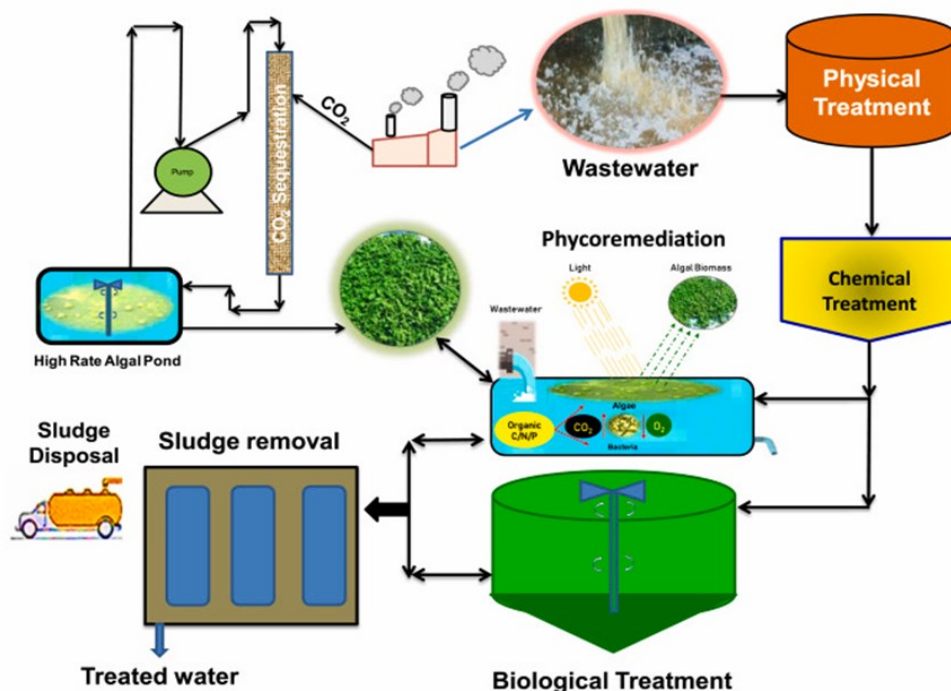 CO2
Physical
Treatment
Pump
CO2 Sequestration
Wastewater
Phycoremediation
Light
Algal Biomass
Chemical
Treatment
Wastewater
High Rate Algal Pond
Algae
Organic
C/N/P
CO2
O2
Bacteria
Sludge
Disposal
Sludge removal
Treated water
Biological Treatment